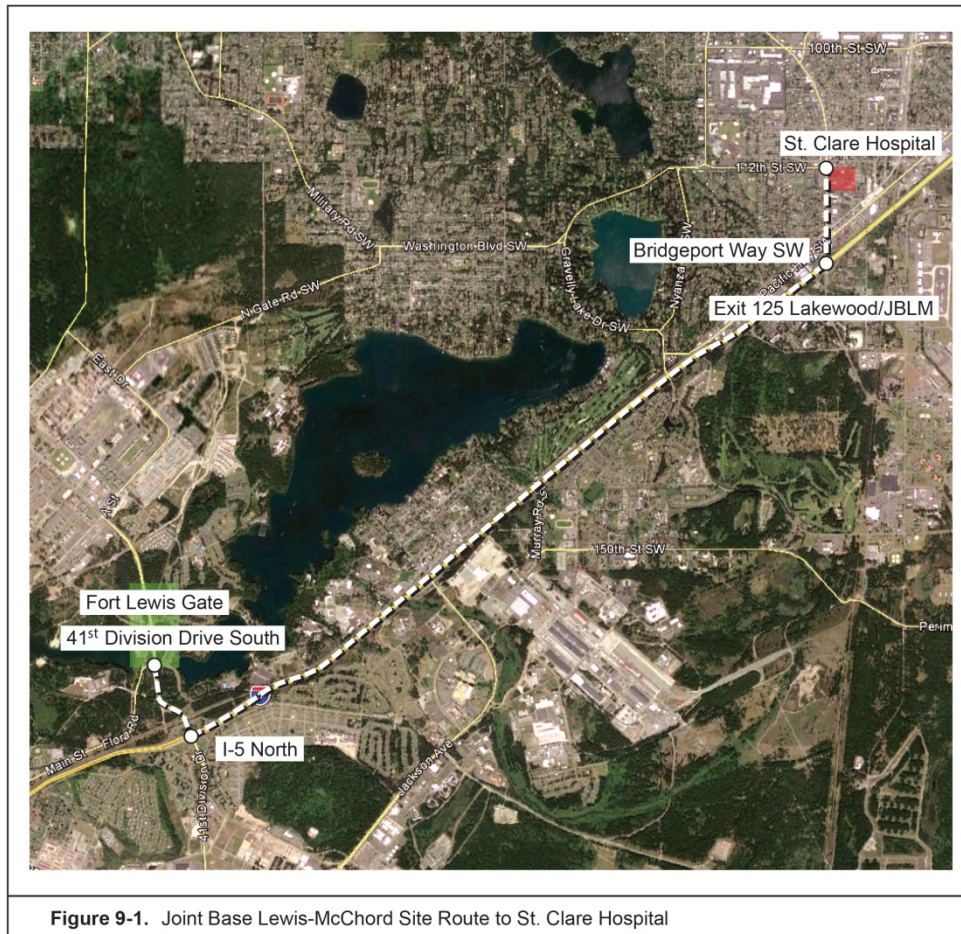 100th St SW
St. Clare Hospital
112th St SW
Military Rd SW
Washington Blvd SW
Bridgeport Way SW
Nyanza
Pacific Hwy S
Gravelly Lake Dr SW
Exit 125 Lakewood/JBLM
N Gate Rd SW
East Dr
A St
Murray Rd S
150th St SW
Fort Lewis Gate
41st Division Drive South
Perim
Flora Rd
I-5 North
Main St
41st Division D
Jackson Ave
Figure 9-1. Joint Base Lewis-McChord Site Route to St. Clare Hospital